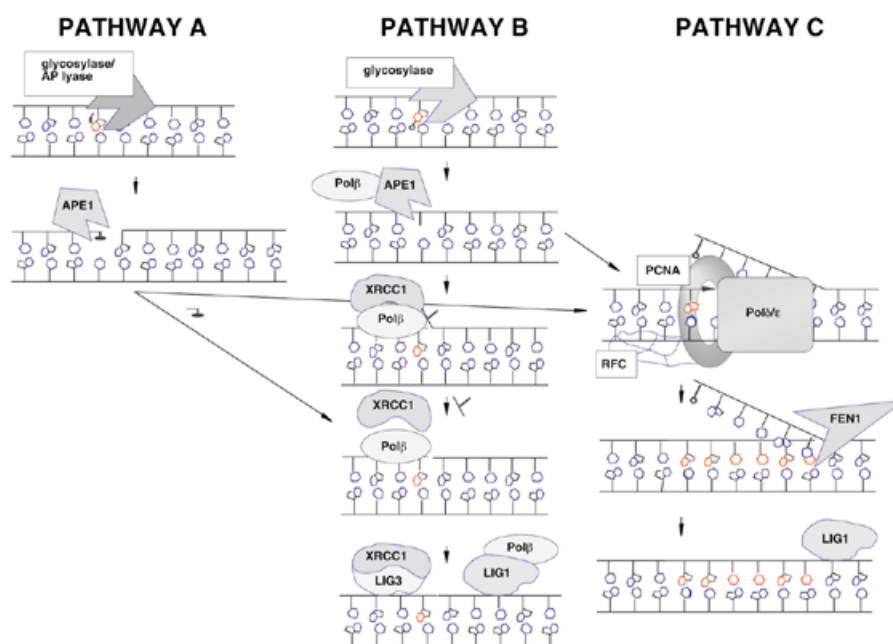 PATHWAY A
PATHWAY B
PATHWAY C
glycosylase/
AP lyase
APE1
glycosylase
Polβ
APE1
XRCC1
Polβ
XRCC1
Polβ
XRCC1
LIG3
Polβ
LIG1
PCNA
Polδ/ε
RFC
FEN1
LIG1